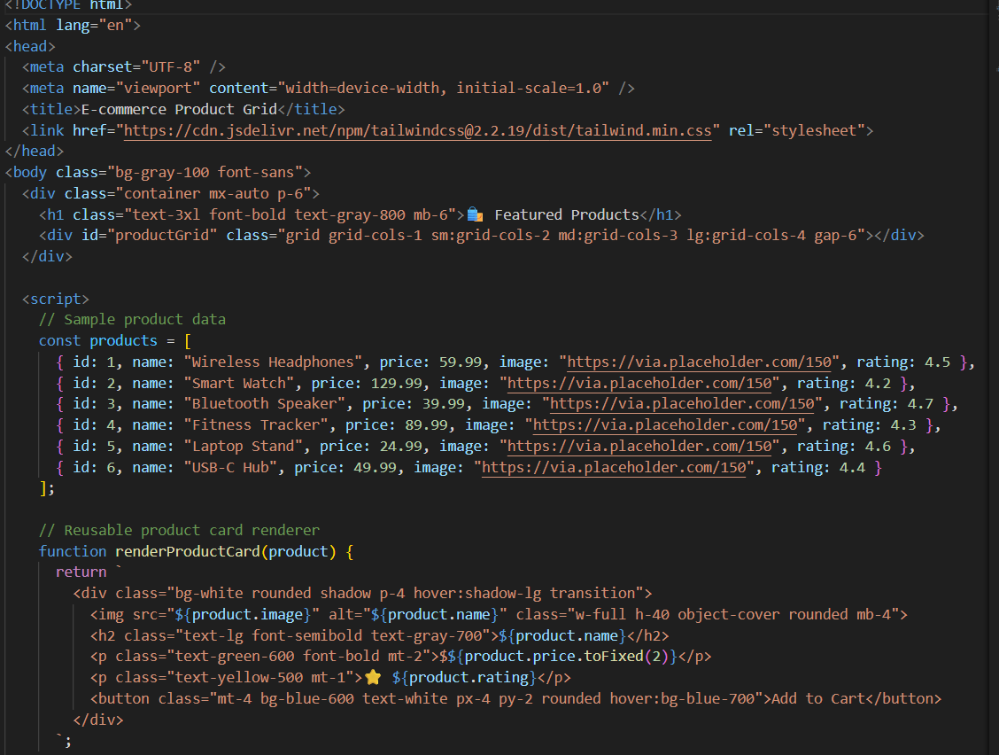 <!DOCTYPE html>
<html lang="en">
<head>
  <meta charset="UTF-8" />
  <meta name="viewport" content="width=device-width, initial-scale=1.0" />
  <title>E-commerce Product Grid</title>
  <link href="https://cdn.jsdelivr.net/npm/tailwindcss@2.2.19/dist/tailwind.min.css" rel="stylesheet">
</head>
<body class="bg-gray-100 font-sans">
  <div class="container mx-auto p-6">
    <h1 class="text-3xl font-bold text-gray-800 mb-6">🛍️ Featured Products</h1>
    <div id="productGrid" class="grid grid-cols-1 sm:grid-cols-2 md:grid-cols-3 lg:grid-cols-4 gap-6"></div>
  </div>

  <script>
    // Sample product data
    const products = [
      { id: 1, name: "Wireless Headphones", price: 59.99, image: "https://via.placeholder.com/150", rating: 4.5 },
      { id: 2, name: "Smart Watch", price: 129.99, image: "https://via.placeholder.com/150", rating: 4.2 },
      { id: 3, name: "Bluetooth Speaker", price: 39.99, image: "https://via.placeholder.com/150", rating: 4.7 },
      { id: 4, name: "Fitness Tracker", price: 89.99, image: "https://via.placeholder.com/150", rating: 4.3 },
      { id: 5, name: "Laptop Stand", price: 24.99, image: "https://via.placeholder.com/150", rating: 4.6 },
      { id: 6, name: "USB-C Hub", price: 49.99, image: "https://via.placeholder.com/150", rating: 4.4 }
    ];

    // Reusable product card renderer
    function renderProductCard(product) {
      return `
        <div class="bg-white rounded shadow p-4 hover:shadow-lg transition">
          <img src="${product.image}" alt="${product.name}" class="w-full h-40 object-cover rounded mb-4">
          <h2 class="text-lg font-semibold text-gray-700">${product.name}</h2>
          <p class="text-green-600 font-bold mt-2">$${product.price.toFixed(2)}</p>
          <p class="text-yellow-500 mt-1">⭐ ${product.rating}</p>
          <button class="mt-4 bg-blue-600 text-white px-4 py-2 rounded hover:bg-blue-700">Add to Cart</button>
        </div>
      `;